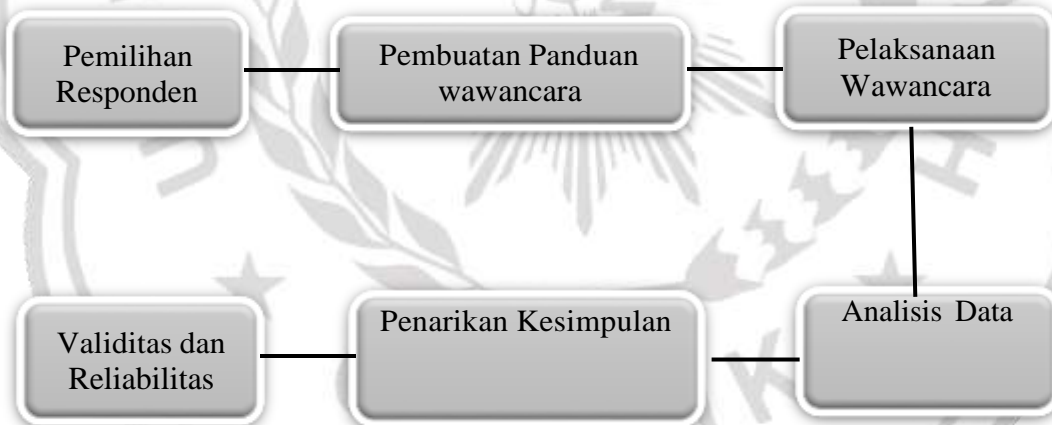 Pemilihan
Responden
Pembuatan Panduan
wawancara
Pelaksanaan
Wawancara
Analisis Data
Penarikan Kesimpulan
Validitas dan
Reliabilitas